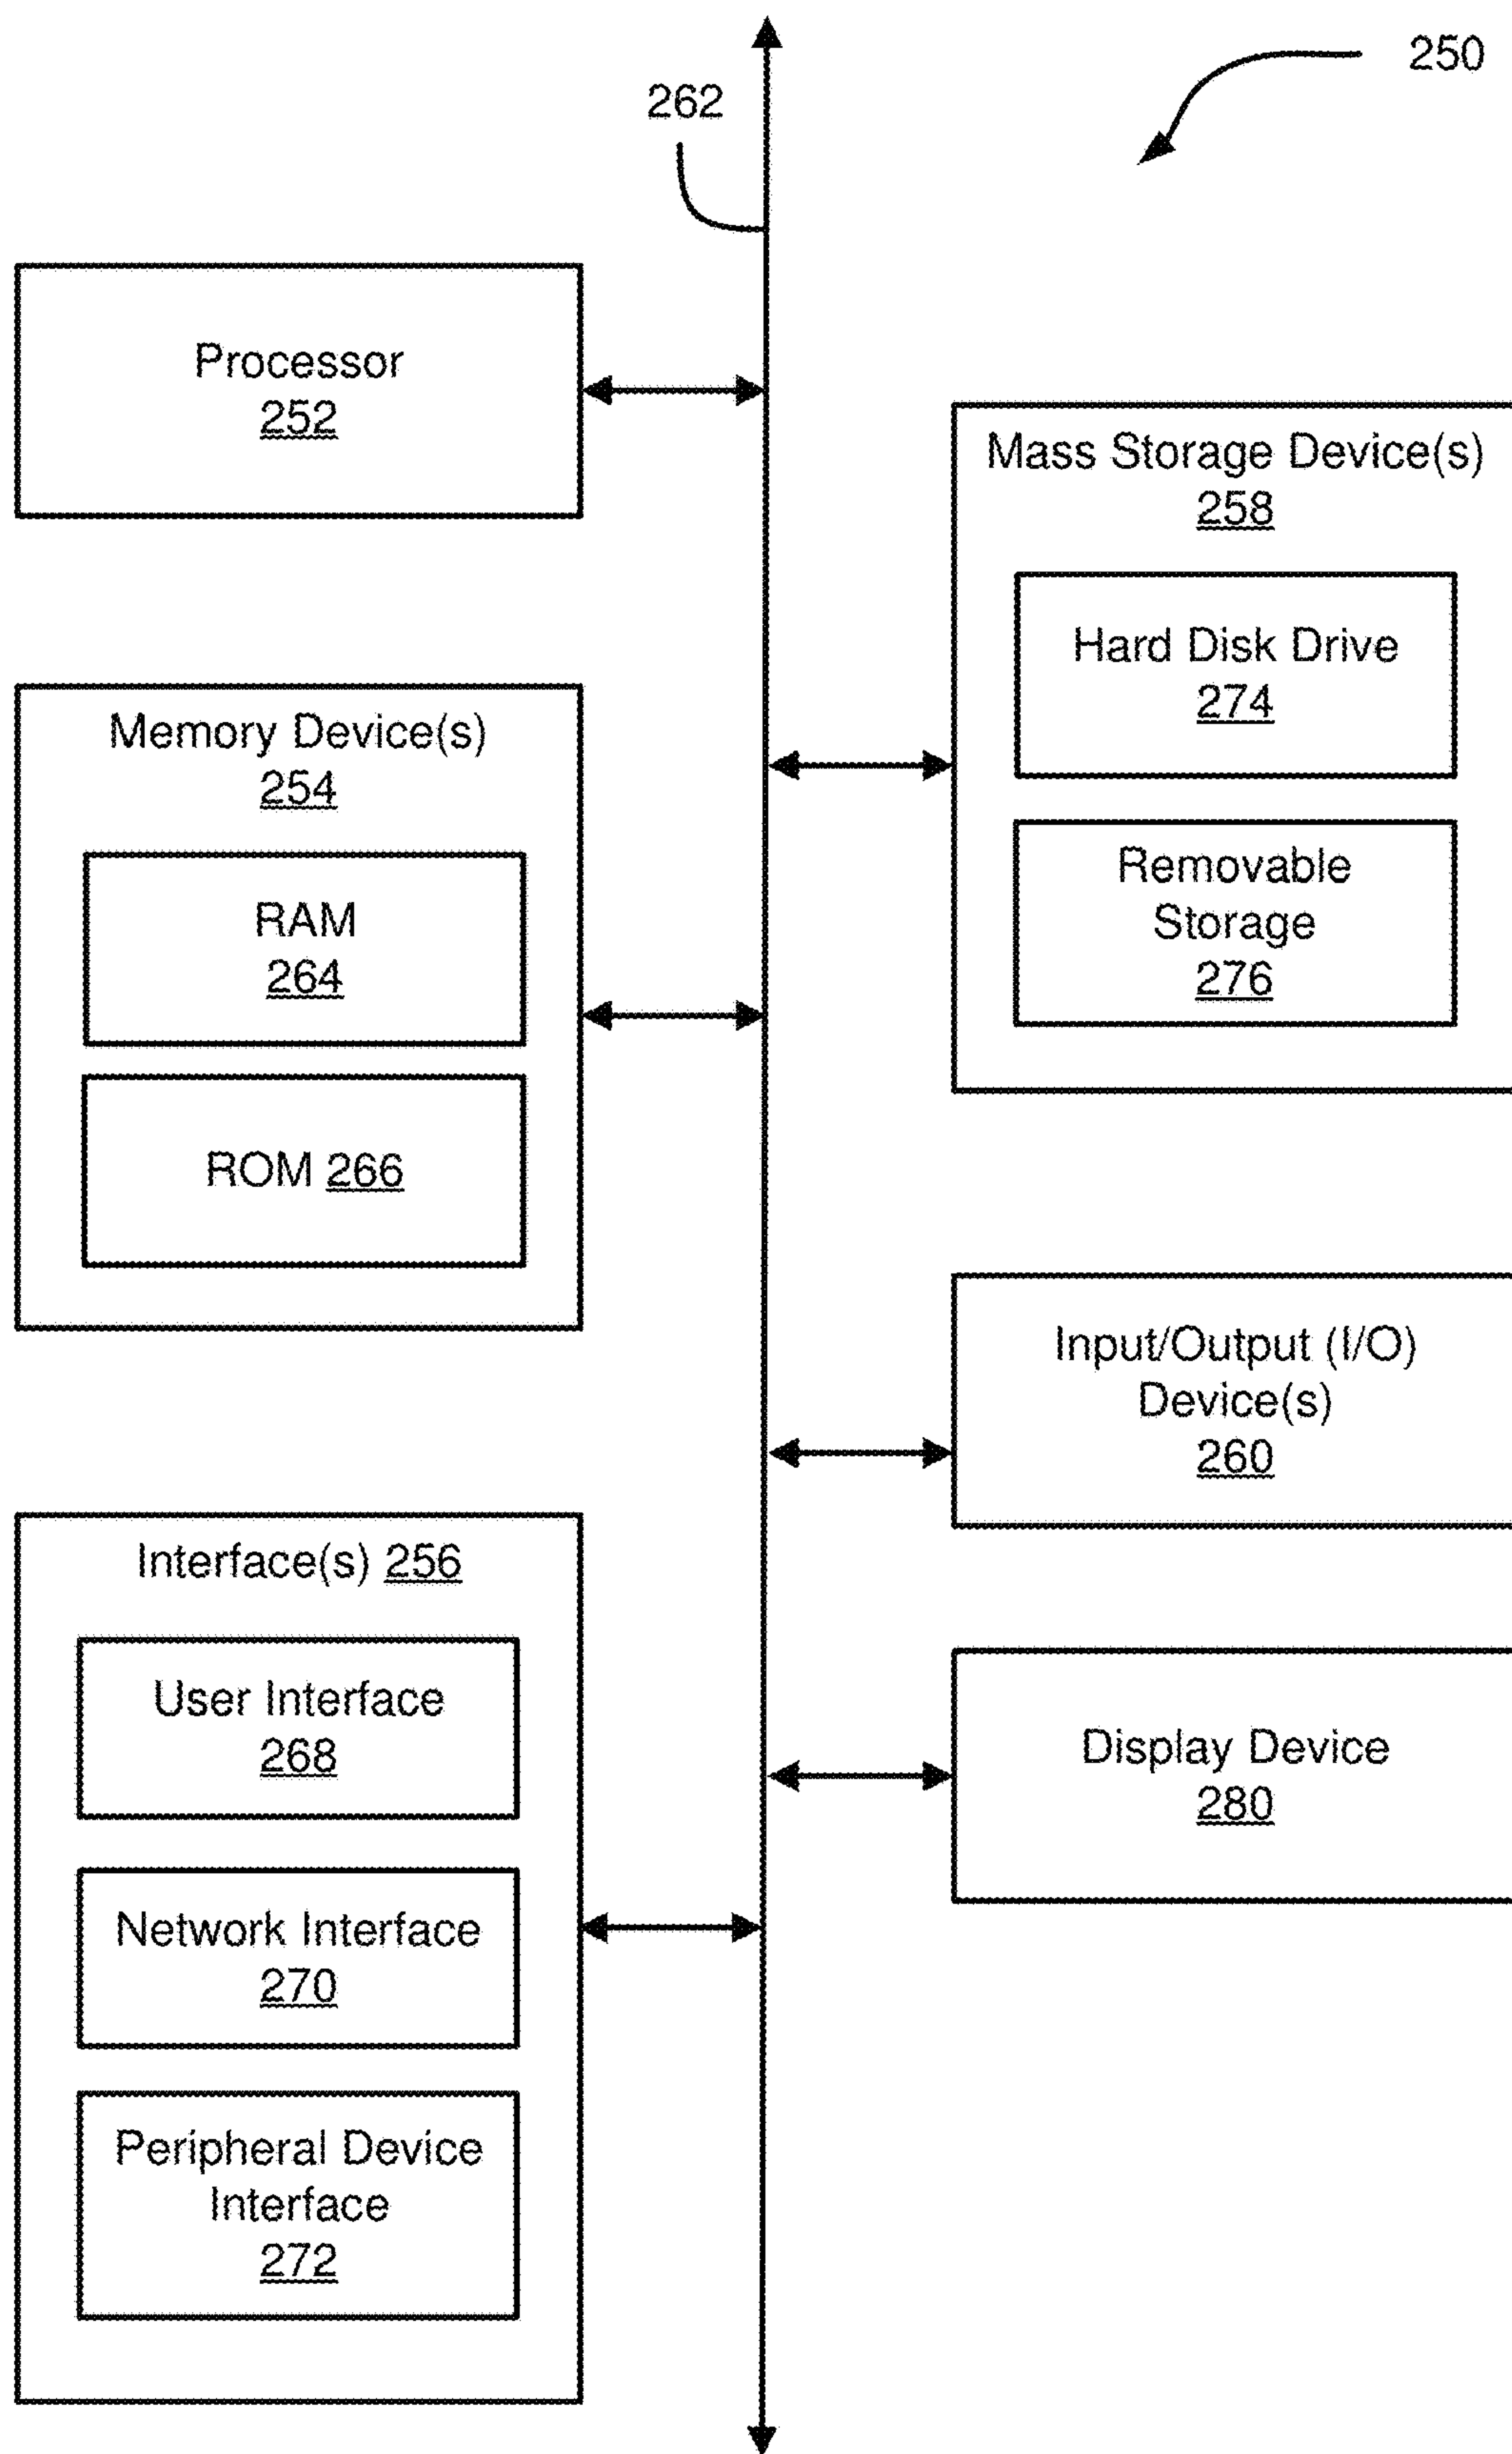 250
262
Processor
252
Mass Storage Device(s)
258
Hard Disk Drive
274
Removable
Storage
276
Memory Device(s)
254
RAM
264
ROM 266
Input/Output (I/O)
Device(s)
260
Interface(s) 256
User Interface
268
Network Interface
270
Peripheral Device
Interface
272
Display Device
280